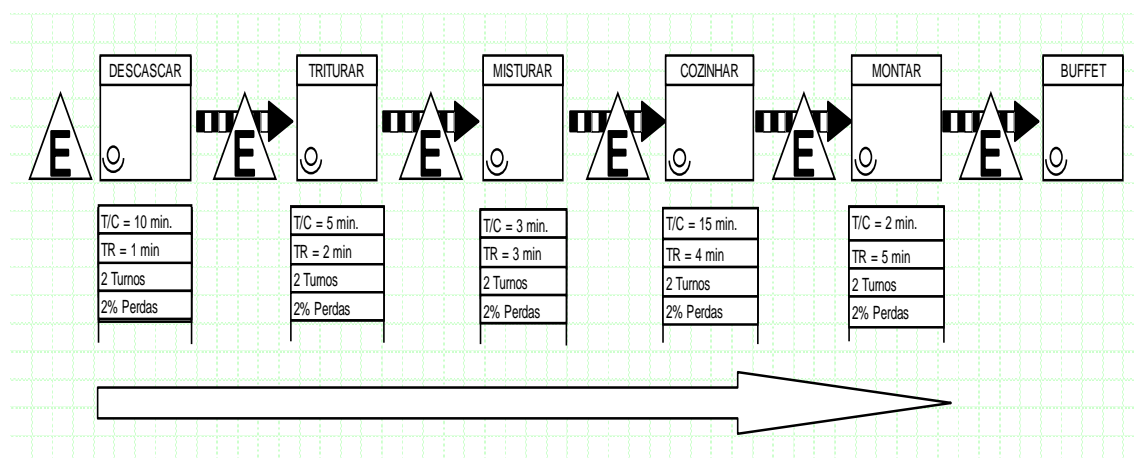 DESCASCAR
TRITURAR
MISTURAR
COZINHAR
MONTAR
BUFFET
E
E
E
E
E
E
T/C = 10 min.
TR = 1 min
2 Turnos
2% Perdas
T/C = 5 min.
TR = 2 min
2 Turnos
2% Perdas
T/C = 3 min.
TR = 3 min
2 Turnos
2% Perdas
T/C = 15 min.
TR = 4 min
2 Turnos
2% Perdas
T/C = 2 min.
TR = 5 min
2 Turnos
2% Perdas